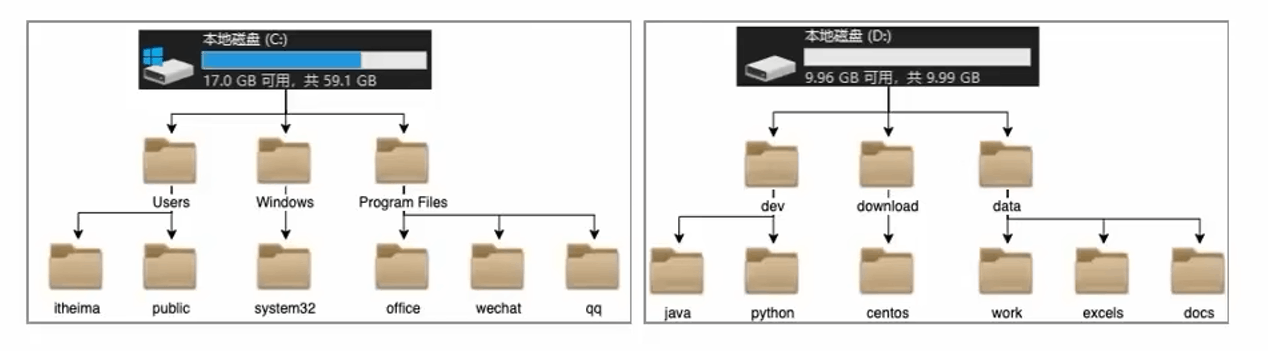 本地磁盘 (C:)
17.0 GB 可用，共 59.1 GB
Users
Windows
Program Files
itheima
public
system32
office
wechat
qq
本地磁盘 (D:)
9.96 GB 可用，共 9.99 GB
dev
download
data
java
python
centos
work
excels
docs